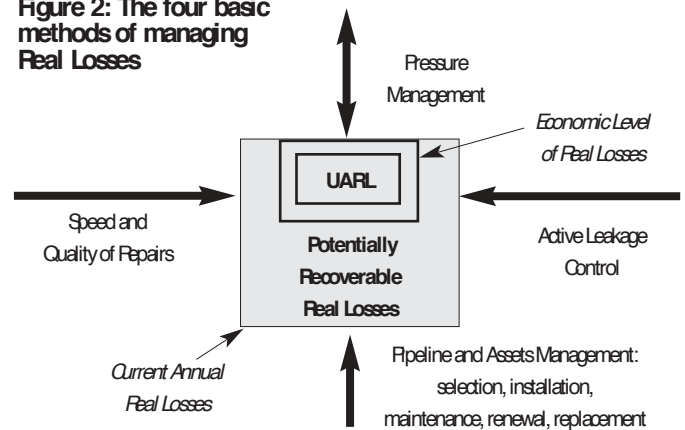 Figure 2: The four basic
methods of managing
Real Losses
Pressure
Management
Economic Level
of Real Losses
UARL
Speed and
Quality of Repairs
Potentially
Recoverable
Real Losses
Active Leakage
Control
Current Annual
Real Losses
Pipeline and Assets Management:
selection, installation,
maintenance, renewal, replacement